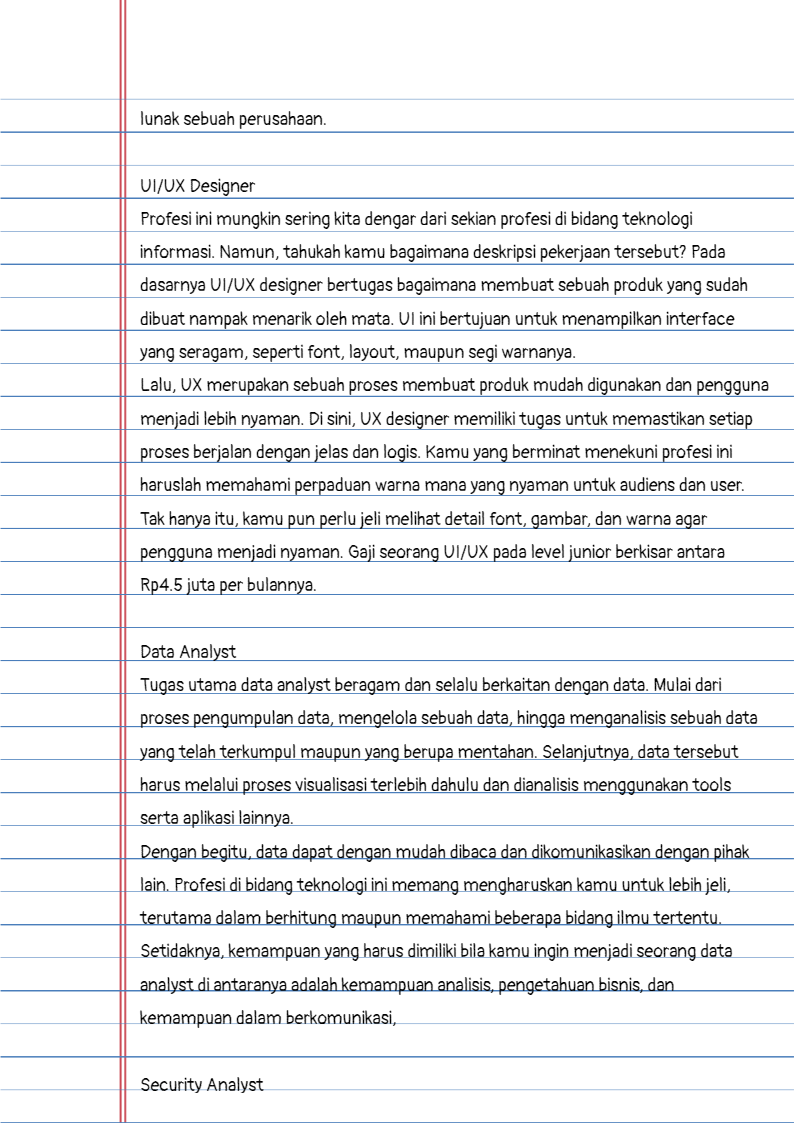 lunak sebuah perusahaan.
UI/UX Designer
Profesi ini mungkin sering kita dengar dari sekian profesi di bidang teknologi
informasi. Namun, tahukah kamu bagaimana deskripsi pekerjaan tersebut? Pada
dasarnya UI/UX designer bertugas bagaimana membuat sebuah produk yang sudah
dibuat nampak menarik oleh mata. UI ini bertujuan untuk menampilkan interface
yang seragam, seperti font, layout, maupun segi warnanya.
Lalu, UX merupakan sebuah proses membuat produk mudah digunakan dan pengguna
menjadi lebih nyaman. Di sini, UX designer memiliki tugas untuk memastikan setiap
proses berjalan dengan jelas dan logis. Kamu yang berminat menekuni profesi ini
haruslah memahami perpaduan warna mana yang nyaman untuk audiens dan user.
Tak hanya itu, kamu pun perlu jeli melihat detail font, gambar, dan warna agar
pengguna menjadi nyaman. Gaji seorang UI/UX pada level junior berkisar antara
Rp4.5 juta per bulannya.
Data Analyst
Tugas utama data analyst beragam dan selalu berkaitan dengan data. Mulai dari
proses pengumpulan data, mengelola sebuah data, hingga menganalisis sebuah data
yang telah terkumpul maupun yang berupa mentahan. Selanjutnya, data tersebut
harus melalui proses visualisasi terlebih dahulu dan dianalisis menggunakan tools
serta aplikasi lainnya.
Dengan begitu, data dapat dengan mudah dibaca dan dikomunikasikan dengan pihak
lain. Profesi di bidang teknologi ini memang mengharuskan kamu untuk lebih jeli,
terutama dalam berhitung maupun memahami beberapa bidang ilmu tertentu.
Setidaknya, kemampuan yang harus dimiliki bila kamu ingin menjadi seorang data
analyst di antaranya adalah kemampuan analisis, pengetahuan bisnis, dan
kemampuan dalam berkomunikasi,
Security Analyst